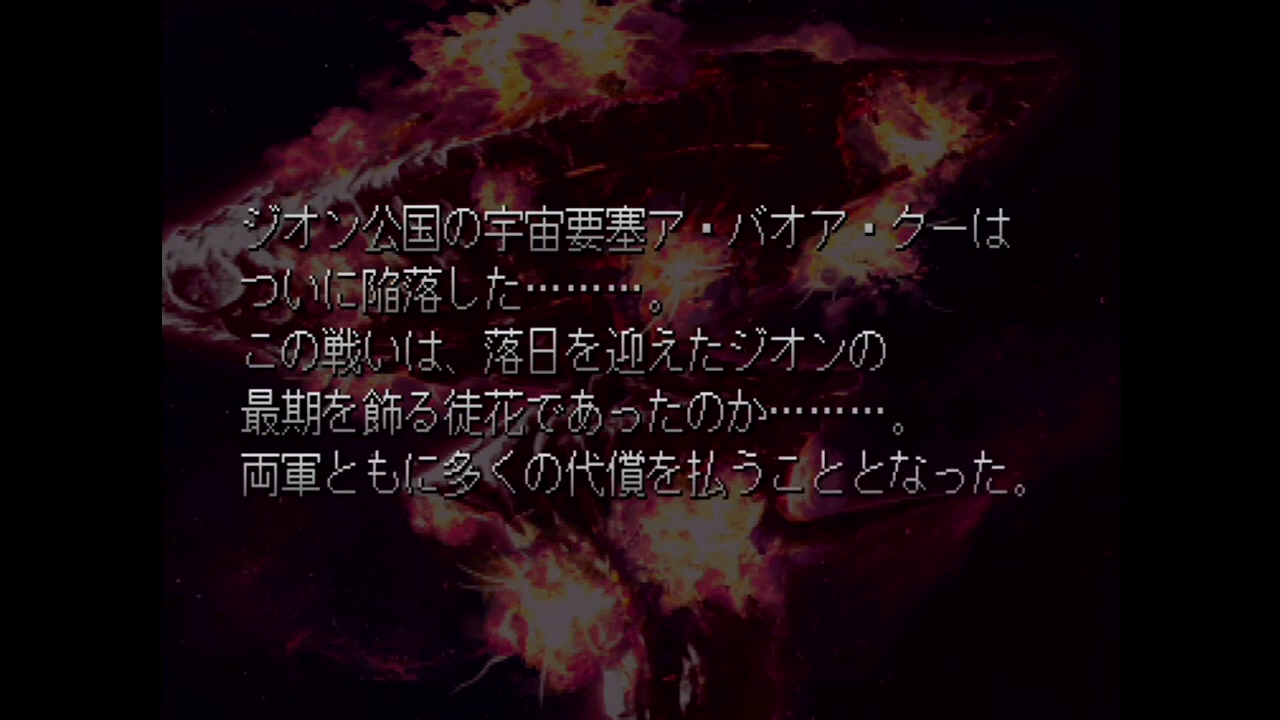 ジオン公国の宇宙要塞ア・バオア・クーは
ついに陥落した………。
この戦いは、落日を迎えたジオンの
最期を飾る徒花であったのか………。
両軍ともに多くの代償を払うこととなった。